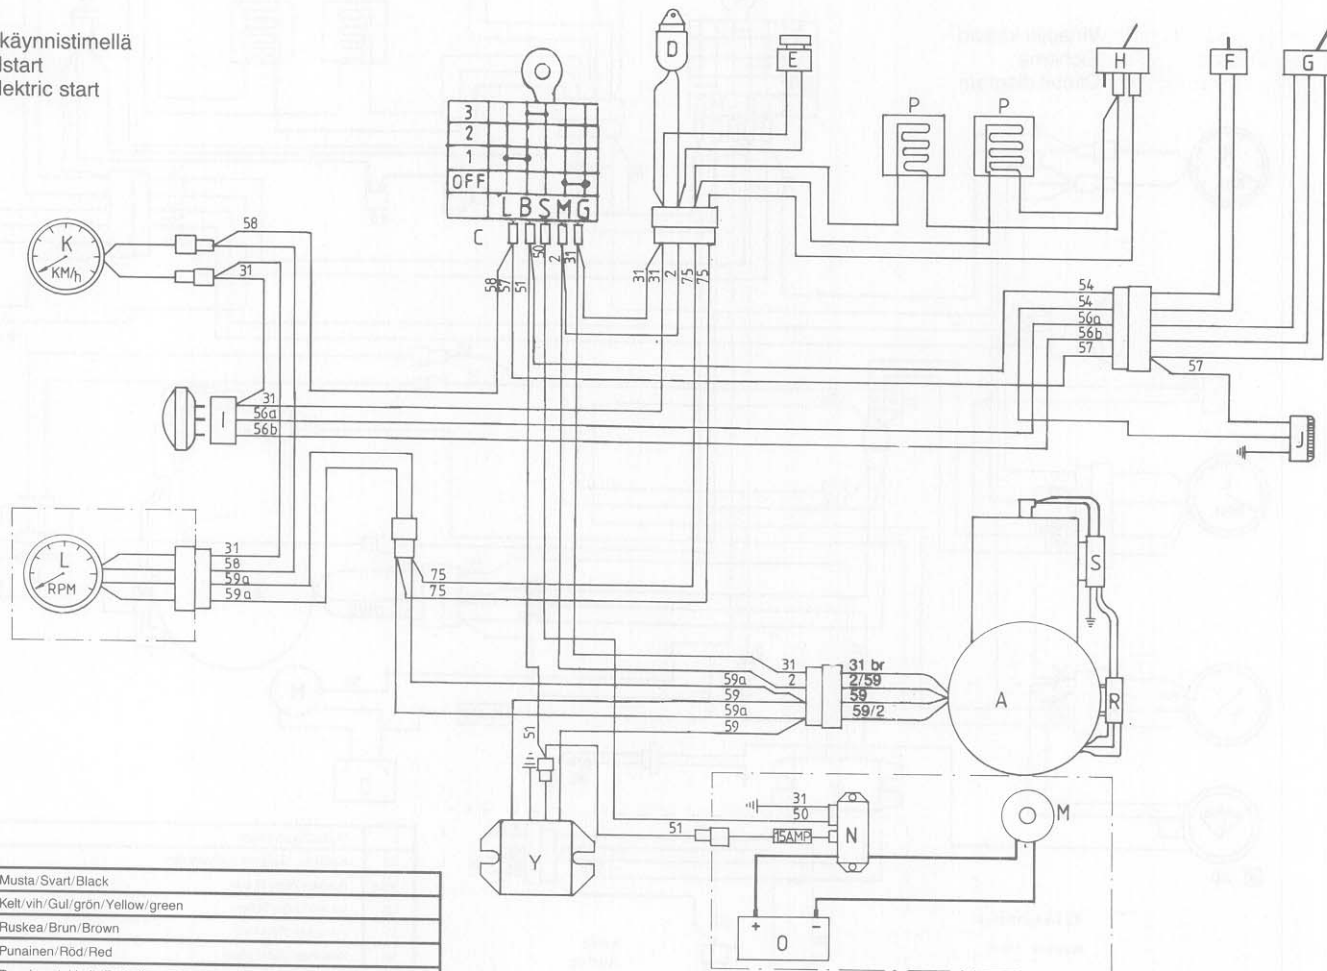 käynnistimellä
start
lektric start
D
E
H
F
G
P
P
3
2
1
OFF
L B S M G
C
58
57
51
50
2
31
31
31
2
75
75
K
KM/h
58
31
54
54
56a
56b
57
57
I
31
56a
56b
J
L
RPM
31
58
59a
59a
75
75
S
31
2
59a
59
59a
59
31 br
2/59
59
59/2
A
R
51
Y
31
50
51
15AMP
N
M
+
-
O
Musta/Svart/Black
Kelt/vih/Gul/grön/Yellow/green
Ruskea/Brun/Brown
Punainen/Röd/Red